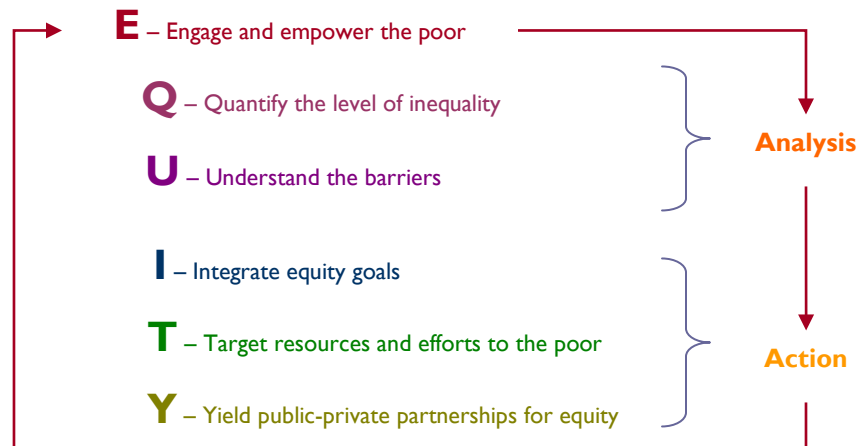 E – Engage and empower the poor
Q – Quantify the level of inequality
Analysis
U – Understand the barriers
I – Integrate equity goals
T – Target resources and efforts to the poor
Action
Y – Yield public-private partnerships for equity